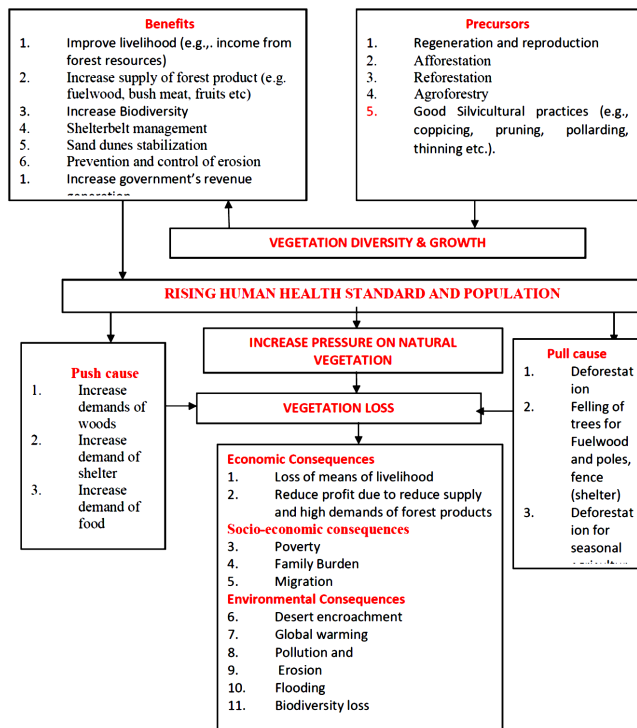 Benefits
1. Improve livelihood (e.g.,. income from
forest resources)
2 Increase supply of forest product (e.g.
fuelwood, bush meat, fruits etc)
3 Increase Biodiversity
4 Shelterbelt management
5 Sand dunes stabilization
6 Prevention and control of erosion
1. Increase government's revenue
generation
Precursors
1. Regeneration and reproduction
2 Afforestation
3 Reforestation
4 Agroforestry
5. Good Silvicultural practices (e.g.,
coppicing, pruning, pollarding,
thinning etc.).
VEGETATION DIVERSITY & GROWTH
RISING HUMAN HEALTH STANDARD AND POPULATION
INCREASE PRESSURE ON NATURAL
VEGETATION
Push cause
1. Increase
demands of
woods
2. Increase
demand of
shelter
3. Increase
demand of
food
VEGETATION LOSS
Pull cause
1. Deforestat
ion
2. Felling of
trees for
Fuelwood
and poles,
fence
(shelter)
3. Deforestat
ion for
seasonal
Economic Consequences
1. Loss of means of livelihood
2. Reduce profit due to reduce supply
and high demands of forest products
Socio-economic consequences
3. Poverty
4. Family Burden
5. Migration
Environmental Consequences
6. Desert encroachment
7. Global warming
8. Pollution and
9. Erosion
10. Flooding
11. Biodiversity loss